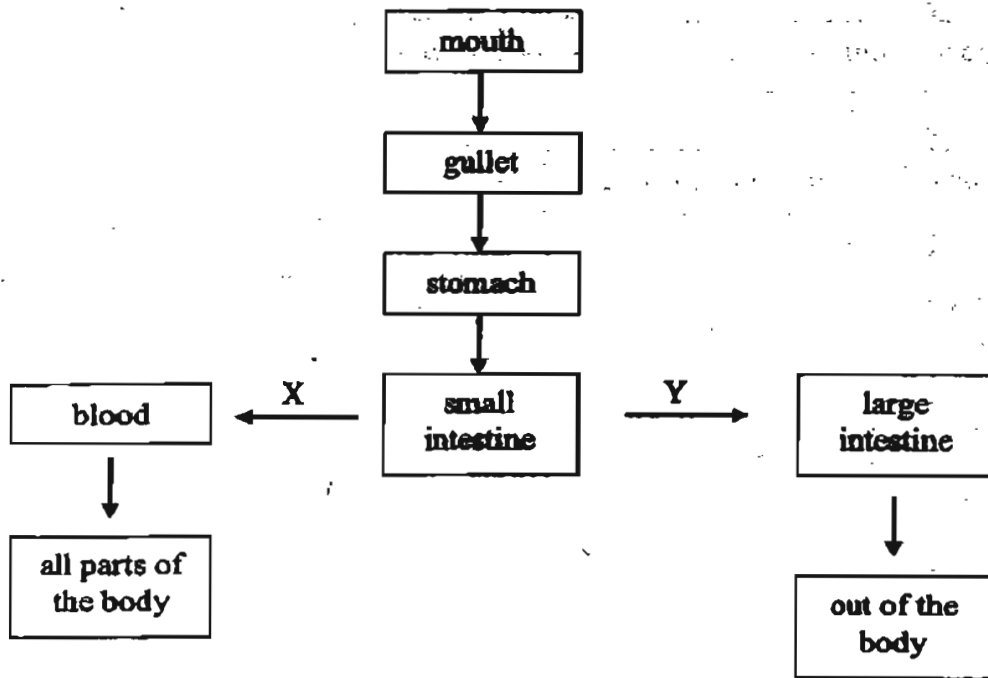 mouth
gullet
stomach
blood
X
small
intestine
Y
large
intestine
all parts of
the body
out of the
body